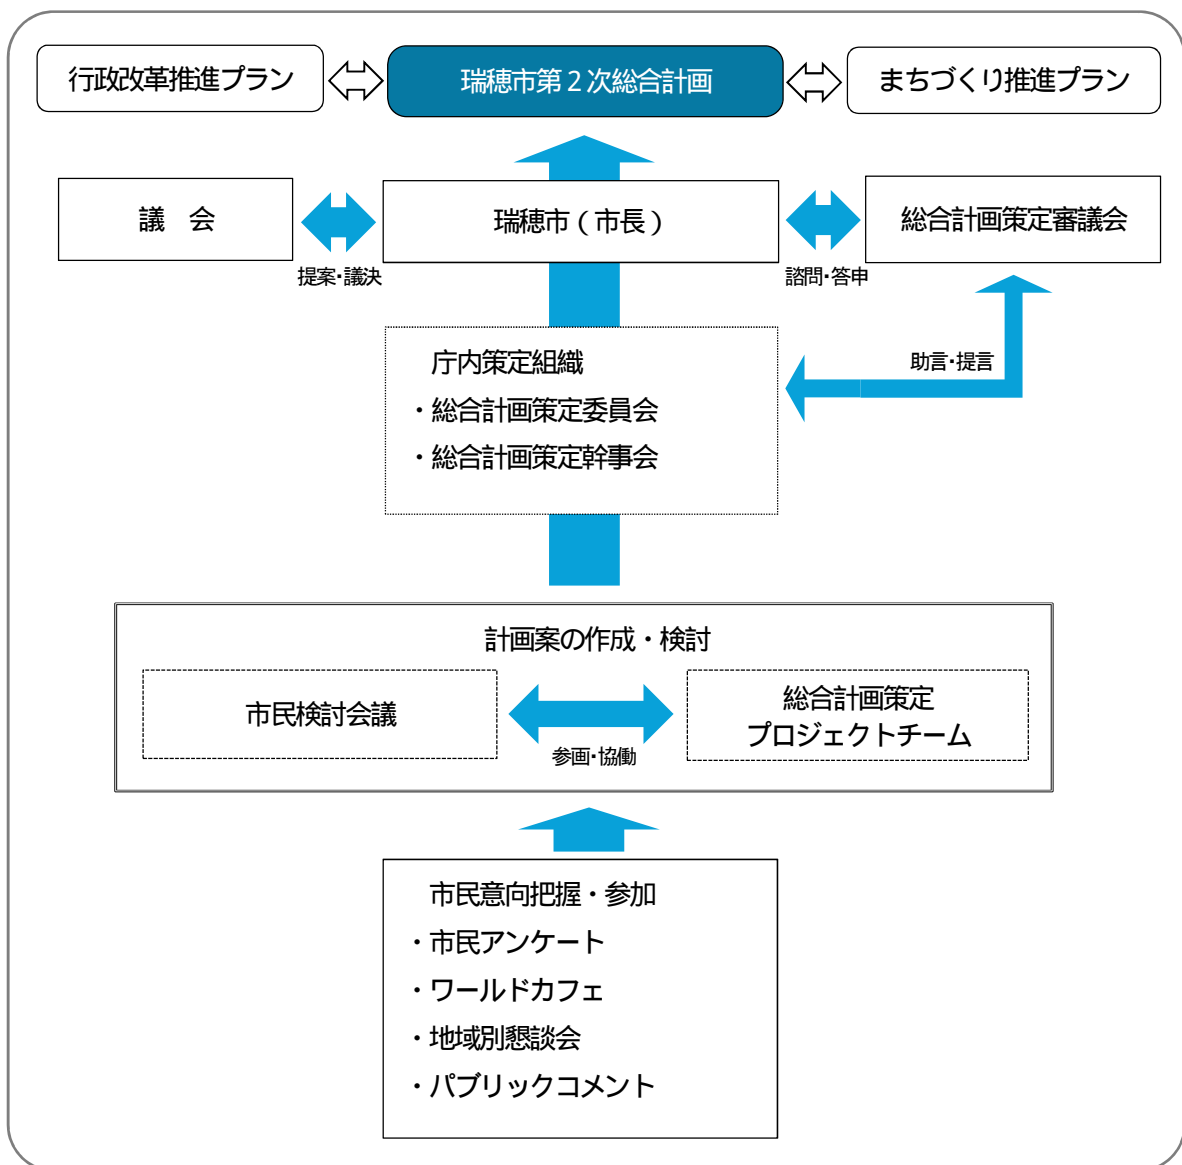 行政改革推進プラン
瑞穂市第２次総合計画
まちづくり推進プラン
議　会
瑞穂市（市長）
総合計画策定審議会
提案・議決
諮問・答申
庁内策定組織
・総合計画策定委員会
・総合計画策定幹事会
助言・提言
計画案の作成・検討
市民検討会議
総合計画策定
プロジェクトチーム
参画・協働
市民意向把握・参加
・市民アンケート
・ワールドカフェ
・地域別懇談会
・パブリックコメント